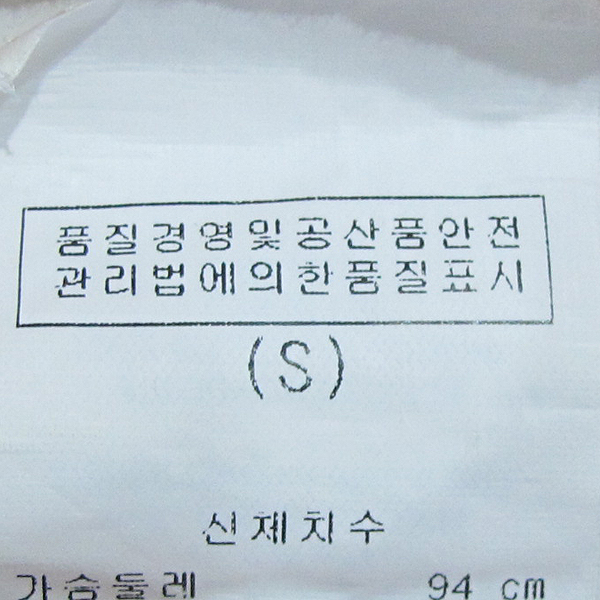 품질경영및공산품안전
관리법에의한품질표시
(S)
신체치수
가슴둘레 94 cm